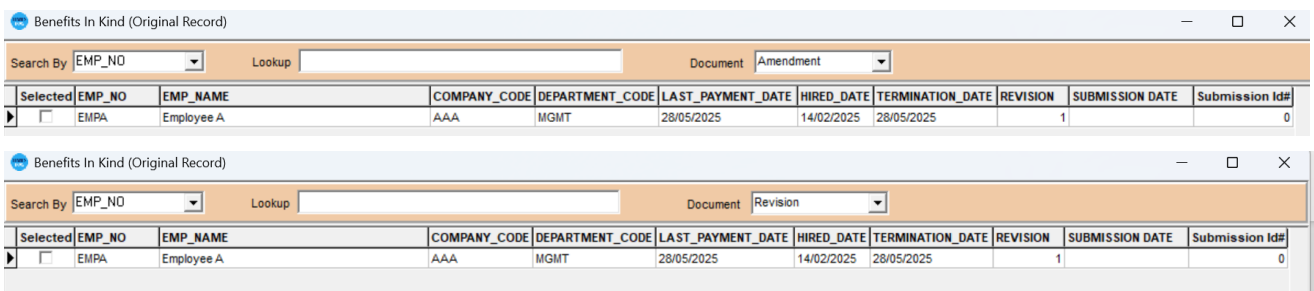 Benefits In Kind (Original Record)
Search By EMP_NO Lookup Document Amendment
Selected EMP_NO EMP_NAME COMPANY_CODE DEPARTMENT_CODE LAST_PAYMENT_DATE HIRED_DATE TERMINATION_DATE REVISION SUBMISSION DATE Submission Id#
EMPA Employee A AAA MGMT 28/05/2025 14/02/2025 28/05/2025 1 0
Benefits In Kind (Original Record)
Search By EMP_NO Lookup Document Revision
Selected EMP_NO EMP_NAME COMPANY_CODE DEPARTMENT_CODE LAST_PAYMENT_DATE HIRED_DATE TERMINATION_DATE REVISION SUBMISSION DATE Submission Id#
EMPA Employee A AAA MGMT 28/05/2025 14/02/2025 28/05/2025 1 0